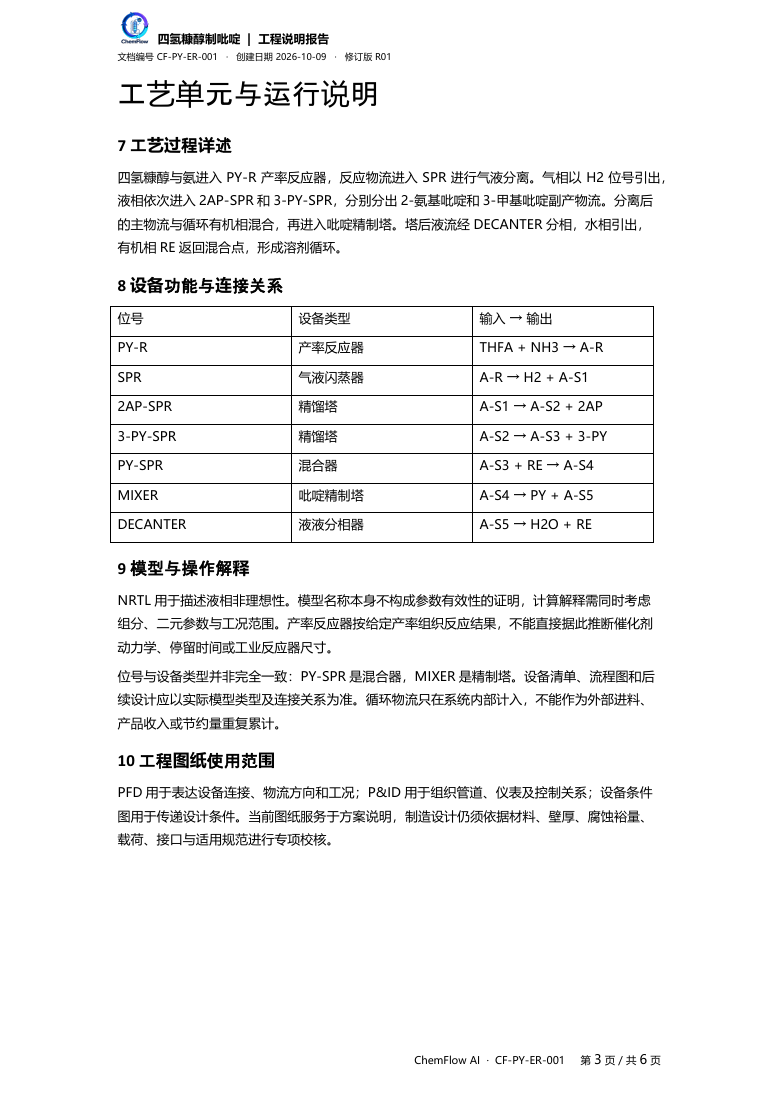 ChemFlow
四氢糠醇制吡啶 | 工程说明报告
文档编号 CF-PY-ER-001 · 创建日期 2026-10-09 · 修订版 R01
工艺单元与运行说明
7 工艺过程详述
四氢糠醇与氨进入 PY-R 产率反应器，反应物流进入 SPR 进行气液分离。气相以 H2 位号引出，
液相依次进入 2AP-SPR 和 3-PY-SPR，分别分出 2-氨基吡啶和 3-甲基吡啶副产物流。分离后
的主物流与循环有机相混合，再进入吡啶精制塔。塔后液流经 DECANTER 分相，水相引出，
有机相 RE 返回混合点，形成溶剂循环。
8 设备功能与连接关系
位号 设备类型 输入 → 输出
PY-R 产率反应器 THFA + NH3 → A-R
SPR 气液闪蒸器 A-R → H2 + A-S1
2AP-SPR 精馏塔 A-S1 → A-S2 + 2AP
3-PY-SPR 精馏塔 A-S2 → A-S3 + 3-PY
PY-SPR 混合器 A-S3 + RE → A-S4
MIXER 吡啶精制塔 A-S4 → PY + A-S5
DECANTER 液液分相器 A-S5 → H2O + RE
9 模型与操作解释
NRTL 用于描述液相非理想性。模型名称本身不构成参数有效性的证明，计算解释需同时考虑
组分、二元参数与工况范围。产率反应器按给定产率组织反应结果，不能直接据此推断催化剂
动力学、停留时间或工业反应器尺寸。
位号与设备类型并非完全一致：PY-SPR 是混合器，MIXER 是精制塔。设备清单、流程图和后
续设计应以实际模型类型及连接关系为准。循环物流只在系统内部计入，不能作为外部进料、
产品收入或节约量重复累计。
10 工程图纸使用范围
PFD 用于表达设备连接、物流方向和工况；P&ID 用于组织管道、仪表及控制关系；设备条件
图用于传递设计条件。当前图纸服务于方案说明，制造设计仍须依据材料、壁厚、腐蚀裕量、
载荷、接口与适用规范进行专项校核。
ChemFlow AI · CF-PY-ER-001 第 3 页 / 共 6 页